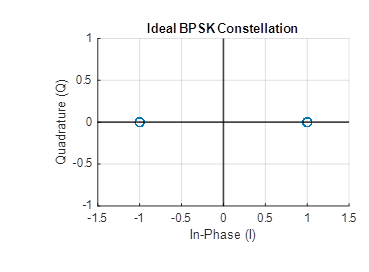 Ideal BPSK Constellation
1
0.5
0
-0.5
-1
Quadrature (Q)
-1.5 -1 -0.5 0 0.5 1 1.5
In-Phase (I)